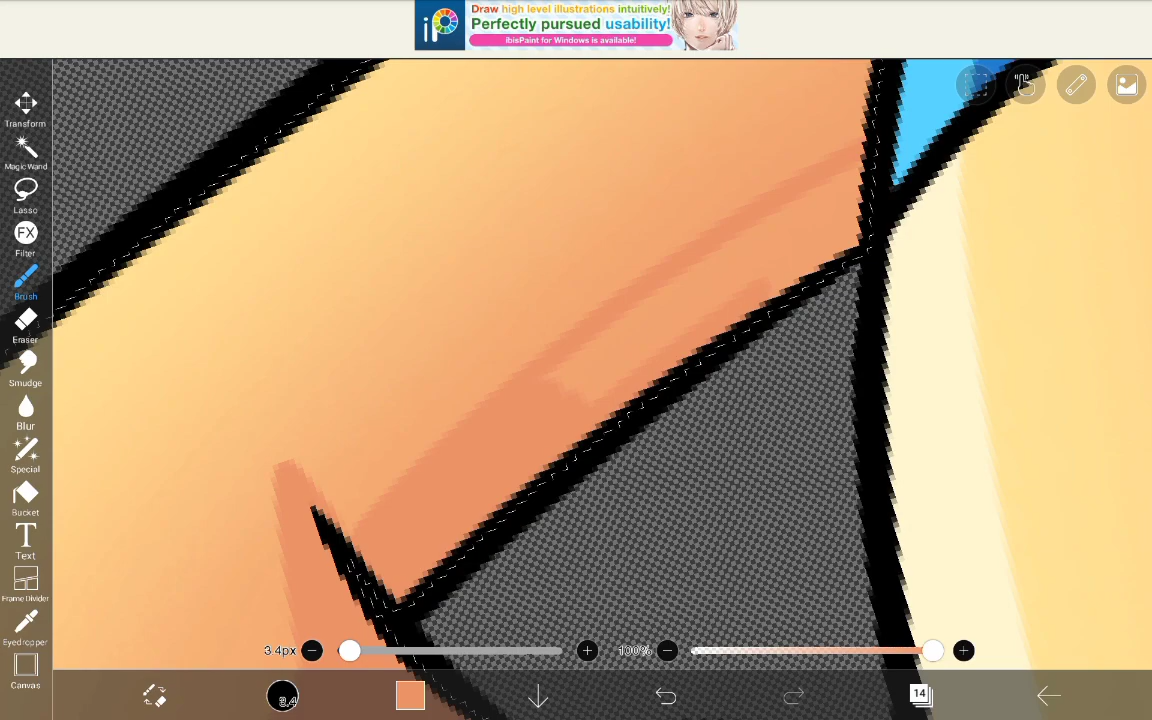 Draw high level illustrations intuitively!
Perfectly pursued usability!
ibisPaint for Windows is available!
iP
Transform
Magic Wand
Lasso
FX
Filter
Brush
Eraser
Smudge
Blur
Special
Bucket
T
Text
Frame Divider
Eyedropper
Canvas
3.4px
100%
3.4
14